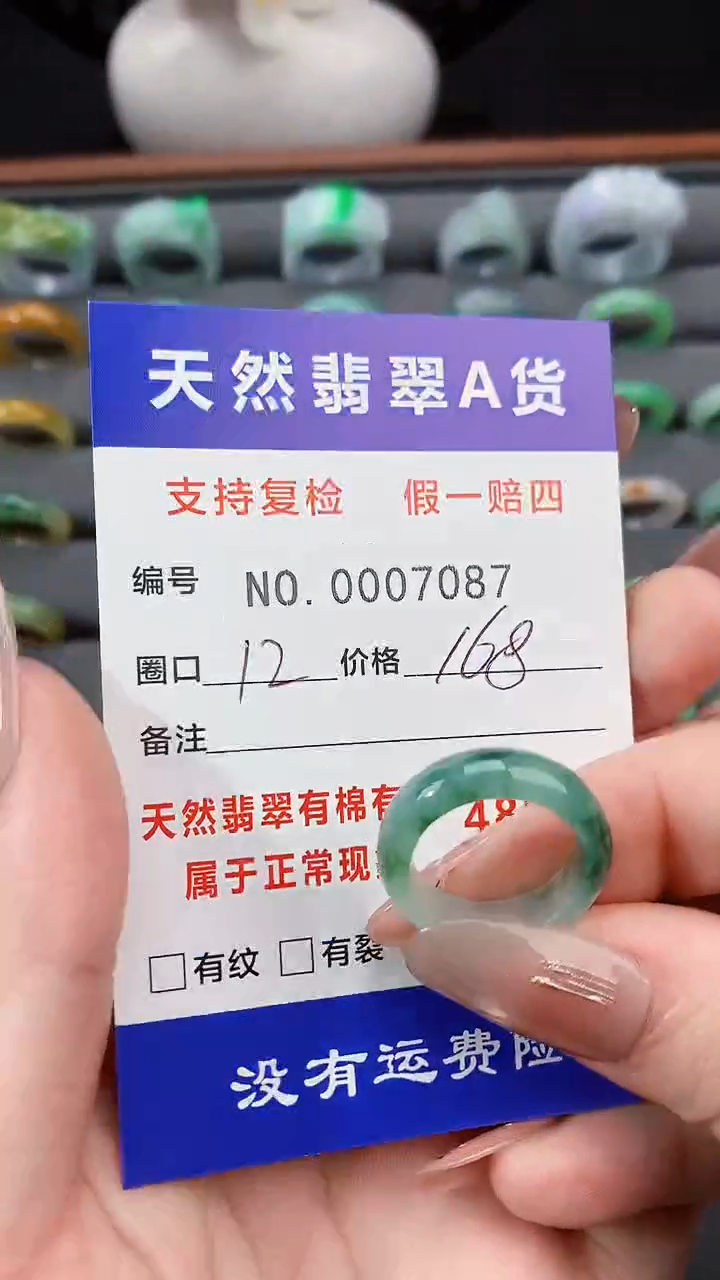 天然翡翠A货
支持复检 假一赔四
编号 NO.0007087
圈口 12 价格 168
备注
天然翡翠有棉有 48
属于正常现
□有纹 □有裂
没有运费险